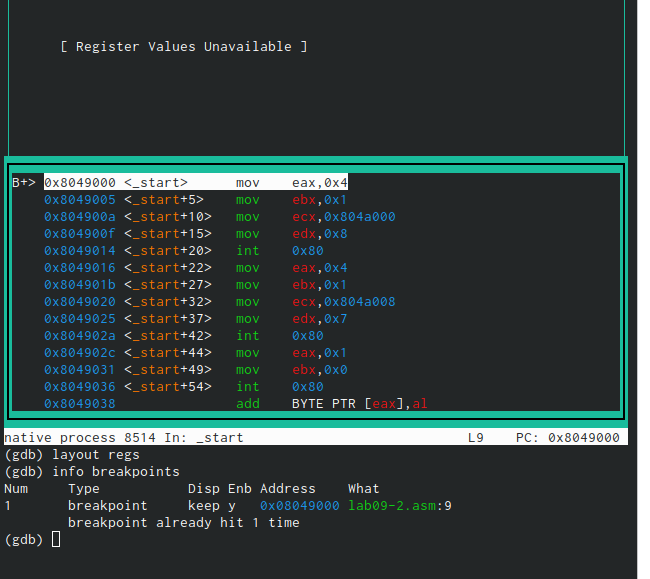 [ Register Values Unavailable ]
B+> 0x8049000 <_start>      mov    eax,0x4
    0x8049005 <_start+5>    mov    ebx,0x1
    0x804900a <_start+10>   mov    ecx,0x804a000
    0x804900f <_start+15>   mov    edx,0x8
    0x8049014 <_start+20>   int    0x80
    0x8049016 <_start+22>   mov    eax,0x4
    0x804901b <_start+27>   mov    ebx,0x1
    0x8049020 <_start+32>   mov    ecx,0x804a008
    0x8049025 <_start+37>   mov    edx,0x7
    0x804902a <_start+42>   int    0x80
    0x804902c <_start+44>   mov    eax,0x1
    0x8049031 <_start+49>   mov    ebx,0x0
    0x8049036 <_start+54>   int    0x80
    0x8049038               add    BYTE PTR [eax],al
native process 8514 In: _start                            L9    PC: 0x8049000
(gdb) layout regs
(gdb) info breakpoints
Num     Type           Disp Enb Address    What
1       breakpoint     keep y   0x08049000 lab09-2.asm:9
        breakpoint already hit 1 time
(gdb)